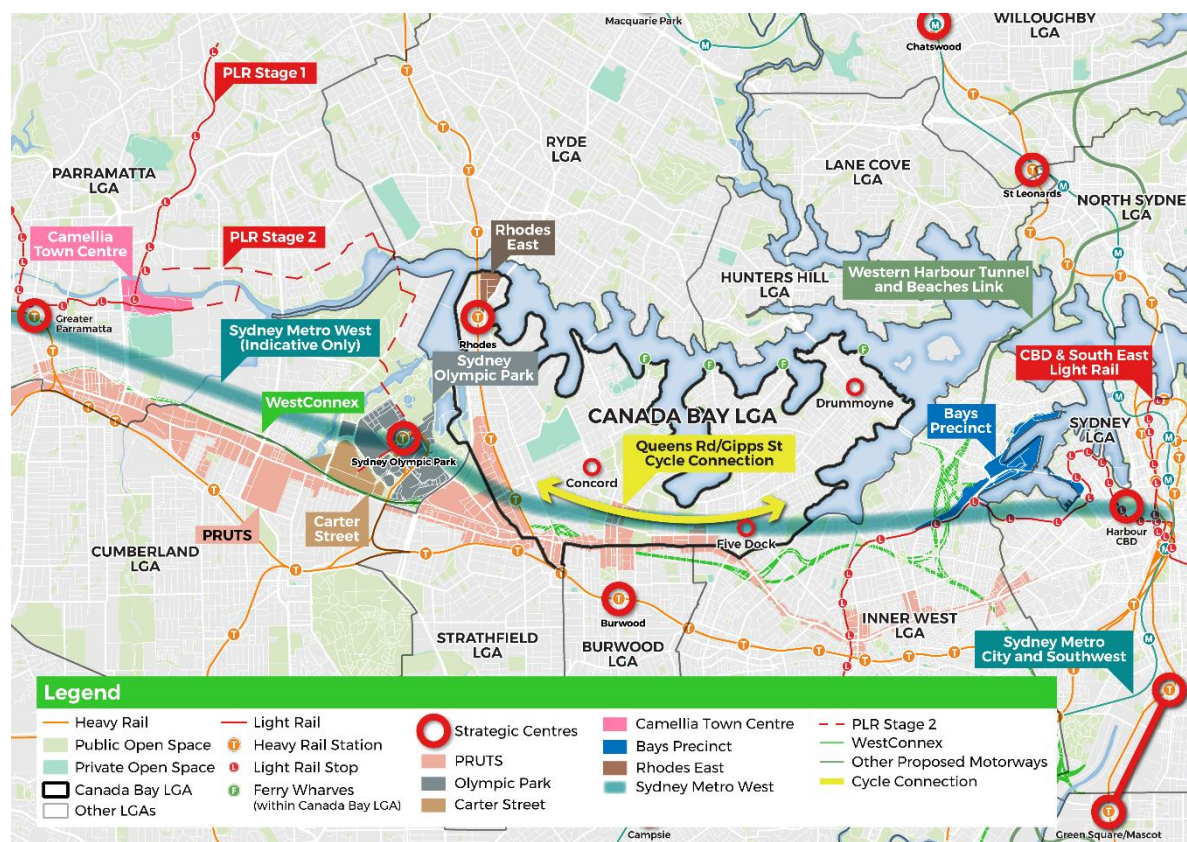 Macquarie Park
WILLOUGHBY
LGA
Chatswood
PLR Stage 1
RYDE
LGA
PARRAMATTA
LGA
LANE COVE
LGA
St Leonards
NORTH SYDNE
LGA
Camellia
Town Centre
PLR Stage 2
Rhodes
East
HUNTERS HILL
LGA
Western Harbour Tunnel
and Beaches Link
Greater
Parramatta
Sydney Metro West
(Indicative Only)
Rhodes
Sydney
Olympic Park
CBD & South East
Light Rail
WestConnex
CANADA BAY LGA
Drummoyne
Bays
Precinct
SYDNEY
LGA
Sydney Olympic Park
Concord
Queens Rd/Gipps St
Cycle Connection
PRUTS
Carter
Street
Five Dock
Harbour
CBD
CUMBERLAND
LGA
Burwood
INNER WEST
LGA
STRATHFIELD
LGA
BURWOOD
LGA
Sydney Metro
City and Southwest
Legend
Heavy Rail
Public Open Space
Private Open Space
Canada Bay LGA
Other LGAs
Light Rail
T Heavy Rail Station
L Light Rail Stop
F Ferry Wharves
(within Canada Bay LGA)
Strategic Centres
PRUTS
Olympic Park
Carter Street
Camellia Town Centre
Bays Precinct
Rhodes East
Sydney Metro West
PLR Stage 2
WestConnex
Other Proposed Motorways
Cycle Connection
Campsie
Green Square/Mascot